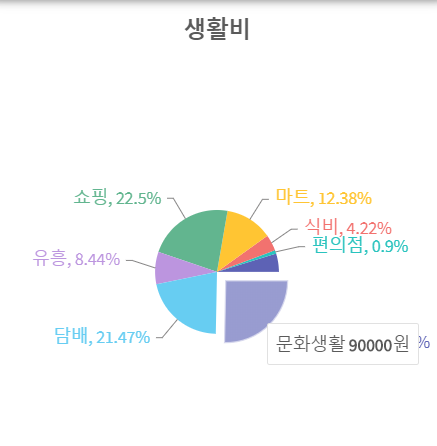 생활비
쇼핑, 22.5%
마트, 12.38%
식비, 4.22%
편의점, 0.9%
유흥, 8.44%
담배, 21.47%
문화생활 90000원
%